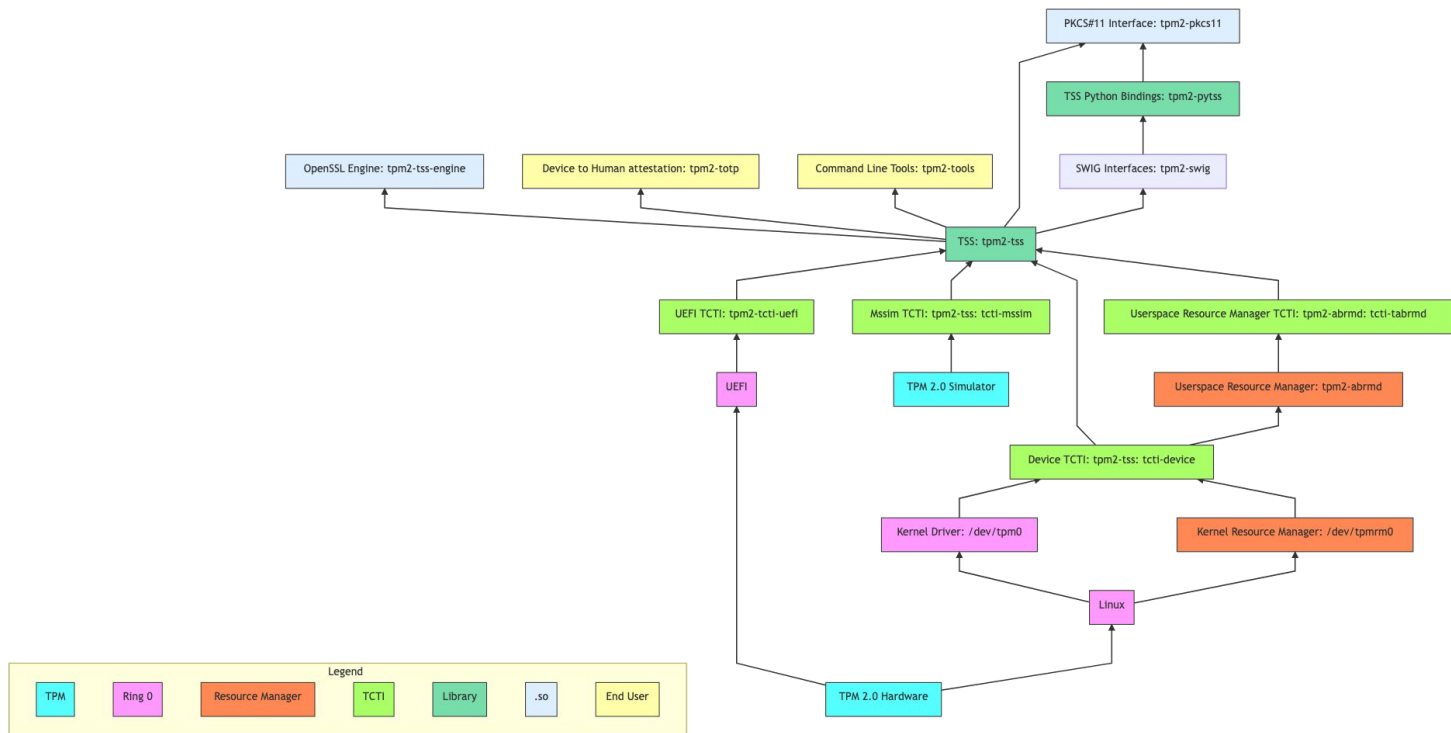 PKCS#11 Interface: tpm2-pkcs11
TSS Python Bindings: tpm2-pytss
OpenSSL Engine: tpm2-tss-engine
Device to Human attestation: tpm2-totp
Command Line Tools: tpm2-tools
SWIG Interfaces: tpm2-swig
TSS: tpm2-tss
UEFI TCTI: tpm2-tcti-uefi
Mssim TCTI: tpm2-tss: tcti-mssim
Userspace Resource Manager TCTI: tpm2-abrmd: tcti-tabrmd
UEFI
TPM 2.0 Simulator
Userspace Resource Manager: tpm2-abrmd
Device TCTI: tpm2-tss: tcti-device
Kernel Driver: /dev/tpm0
Kernel Resource Manager: /dev/tpmrm0
Linux
Legend
TPM
Ring 0
Resource Manager
TCTI
Library
.so
End User
TPM 2.0 Hardware